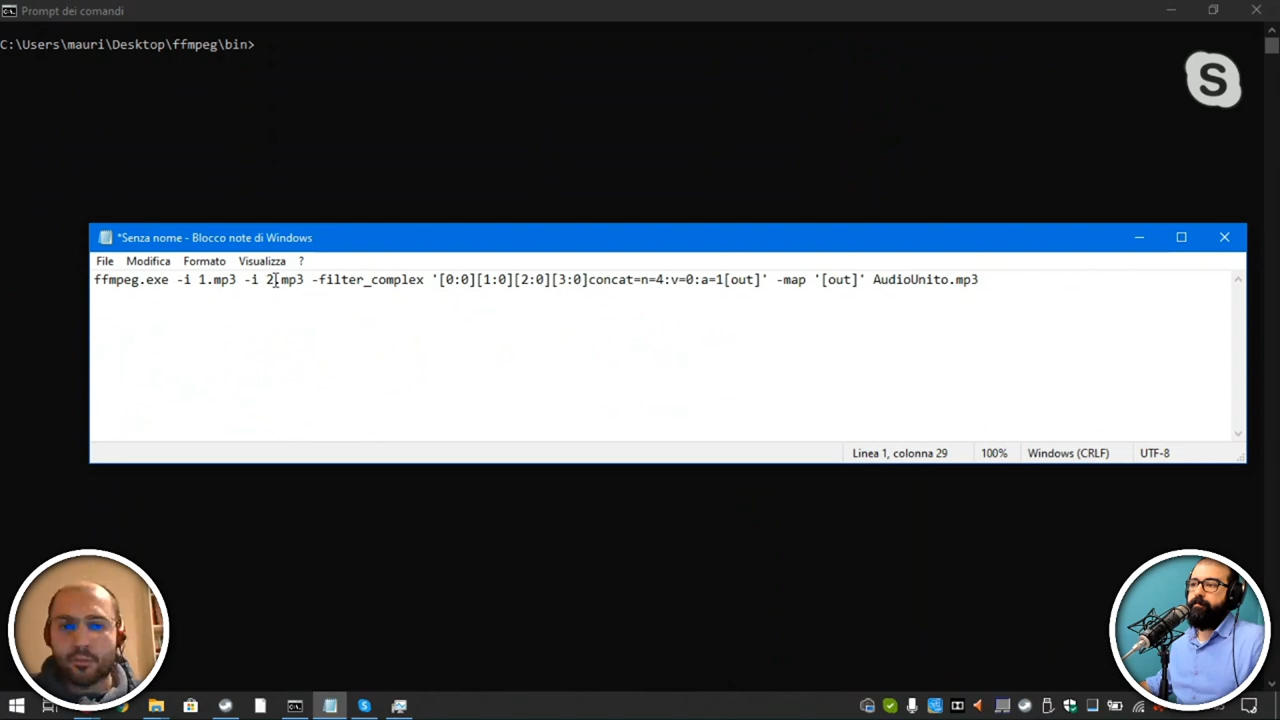 Prompt dei comandi
C:\Users\mauri\Desktop\ffmpeg\bin>
S
*Senza nome - Blocco note di Windows
File Modifica Formato Visualizza ?
ffmpeg.exe -i 1.mp3 -i 2.mp3 -filter_complex '[0:0][1:0][2:0][3:0]concat=n=4:v=0:a=1[out]' -map '[out]' AudioUnito.mp3
Linea 1, colonna 29 100% Windows (CRLF) UTF-8